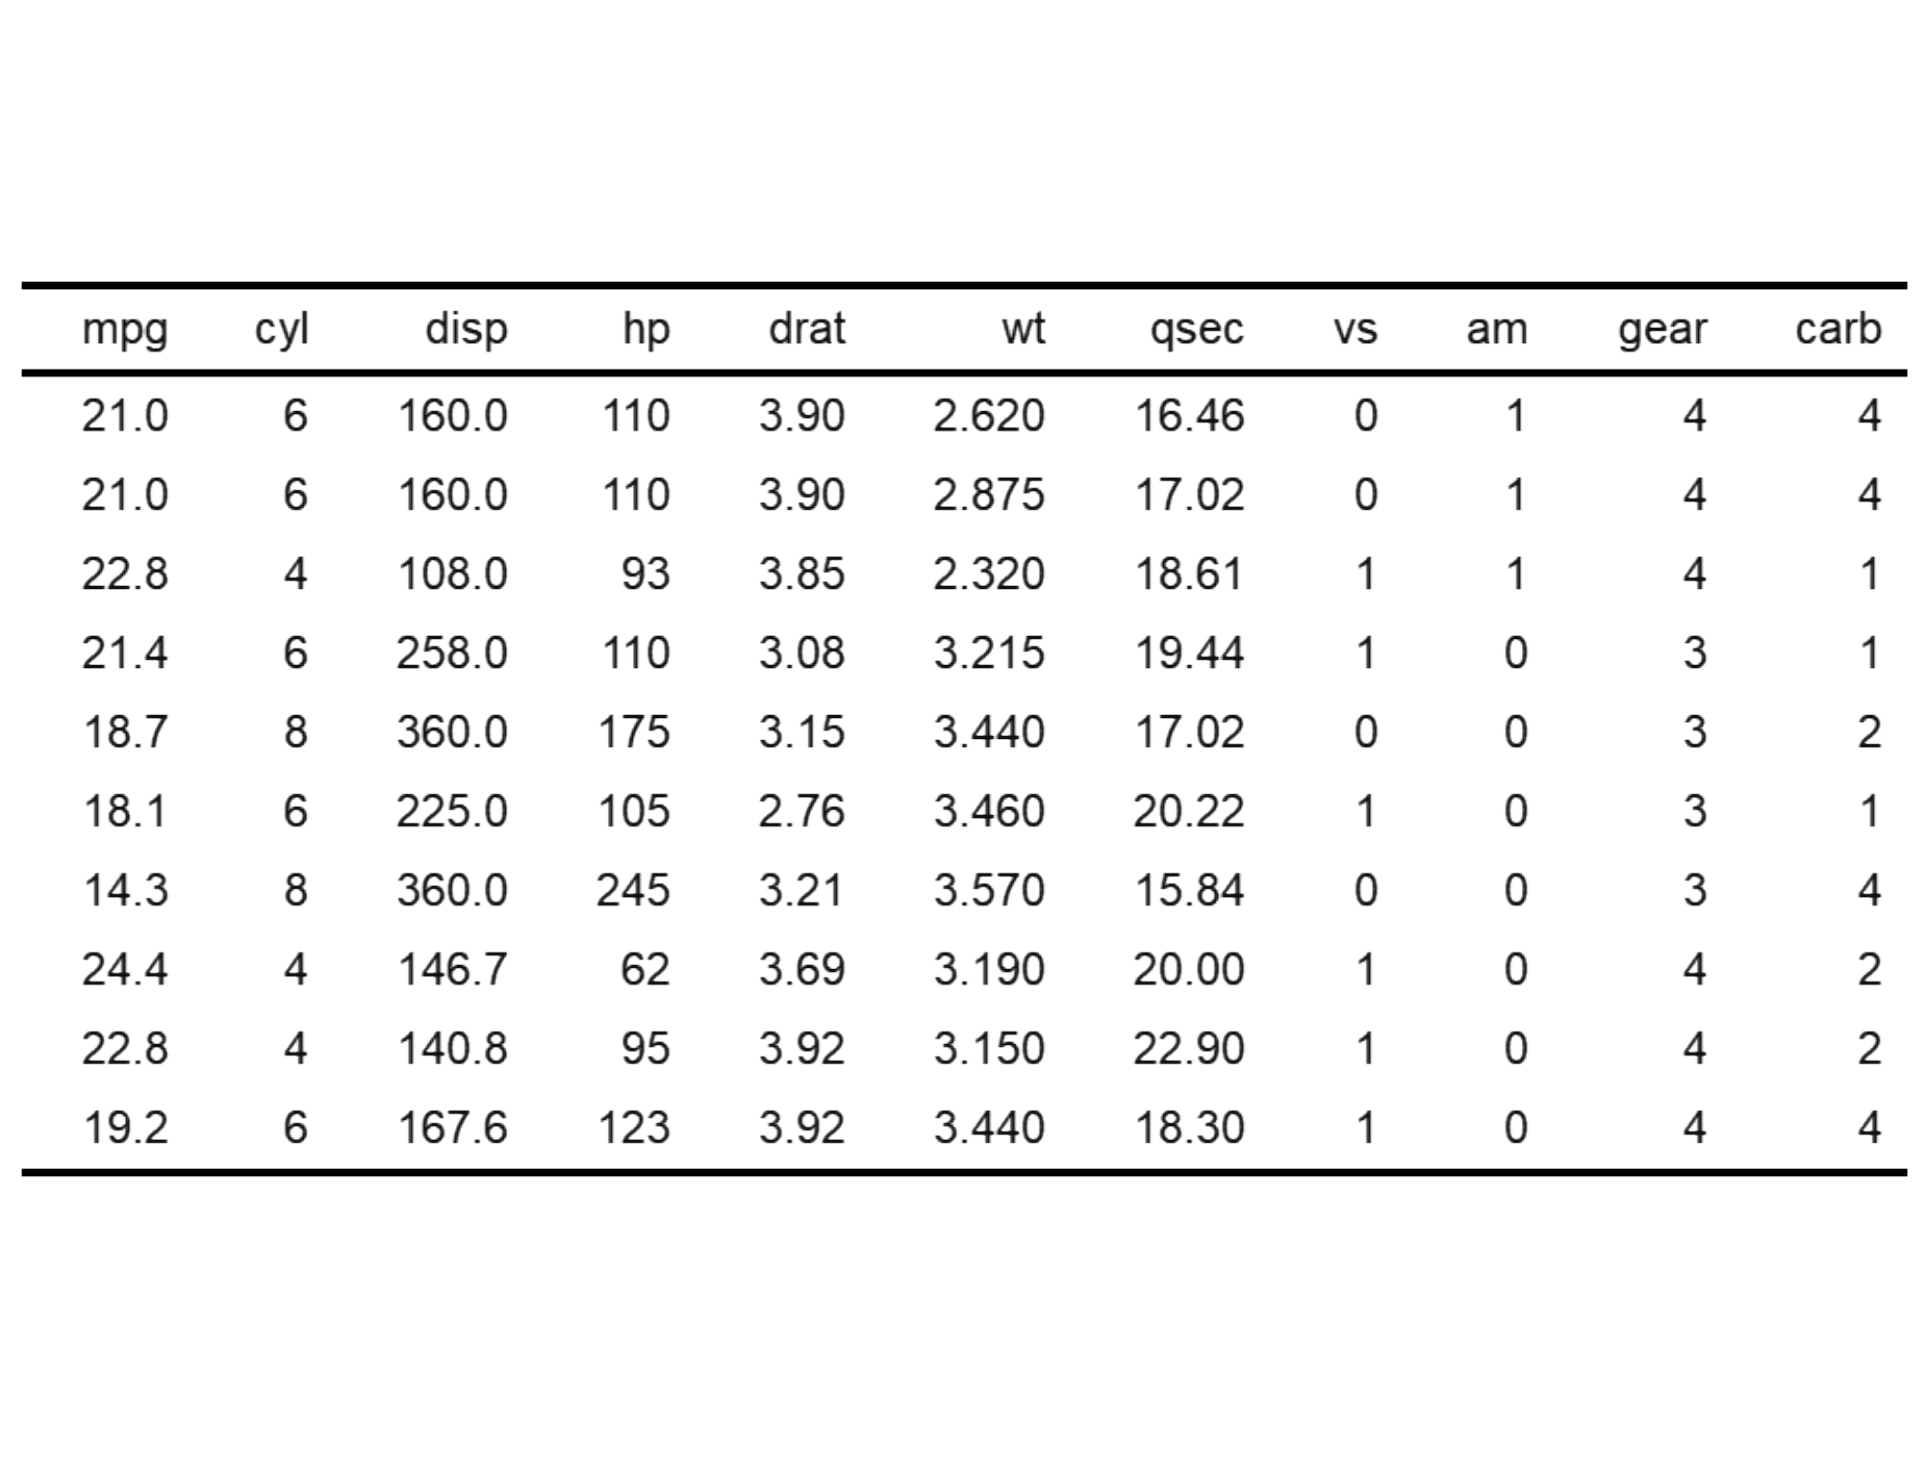 mpg cyl disp hp drat wt qsec vs am gear carb
21.0 6 160.0 110 3.90 2.620 16.46 0 1 4 4
21.0 6 160.0 110 3.90 2.875 17.02 0 1 4 4
22.8 4 108.0 93 3.85 2.320 18.61 1 1 4 1
21.4 6 258.0 110 3.08 3.215 19.44 1 0 3 1
18.7 8 360.0 175 3.15 3.440 17.02 0 0 3 2
18.1 6 225.0 105 2.76 3.460 20.22 1 0 3 1
14.3 8 360.0 245 3.21 3.570 15.84 0 0 3 4
24.4 4 146.7 62 3.69 3.190 20.00 1 0 4 2
22.8 4 140.8 95 3.92 3.150 22.90 1 0 4 2
19.2 6 167.6 123 3.92 3.440 18.30 1 0 4 4